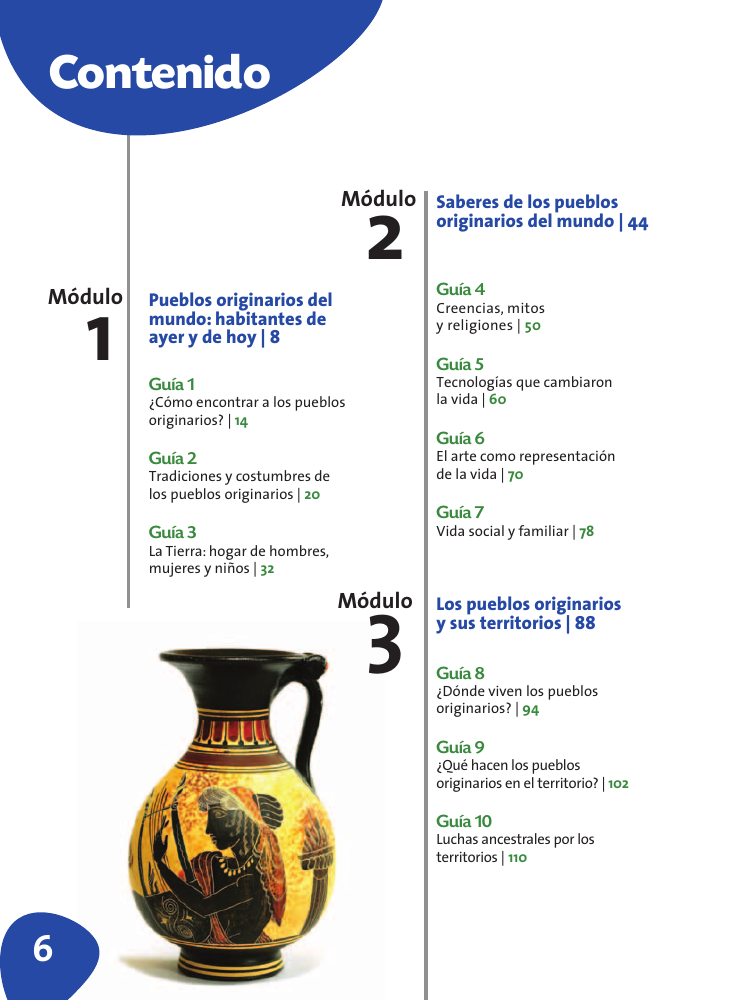 Contenido
Módulo
1
Pueblos originarios del
mundo: habitantes de
ayer y de hoy | 8
Guía 1
¿Cómo encontrar a los pueblos
originarios? | 14
Guía 2
Tradiciones y costumbres de
los pueblos originarios | 20
Guía 3
La Tierra: hogar de hombres,
mujeres y niños | 32
Módulo
2
Saberes de los pueblos
originarios del mundo | 44
Guía 4
Creencias, mitos
y religiones | 50
Guía 5
Tecnologías que cambiaron
la vida | 60
Guía 6
El arte como representación
de la vida | 70
Guía 7
Vida social y familiar | 78
Módulo
3
Los pueblos originarios
y sus territorios | 88
Guía 8
¿Dónde viven los pueblos
originarios? | 94
Guía 9
¿Qué hacen los pueblos
originarios en el territorio? | 102
Guía 10
Luchas ancestrales por los
territorios | 110
6